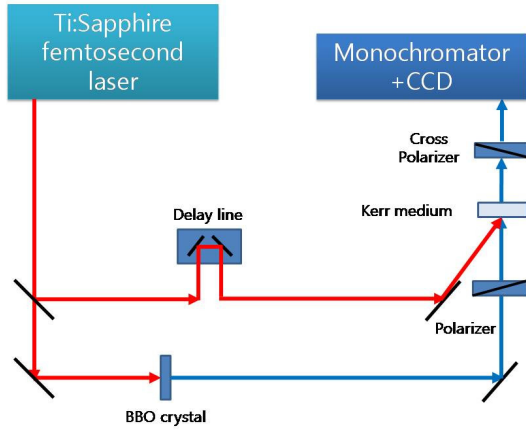 Ti:Sapphire
femtosecond
laser
Monochromator
+CCD
Cross
Polarizer
Kerr medium
Delay line
Polarizer
BBO crystal